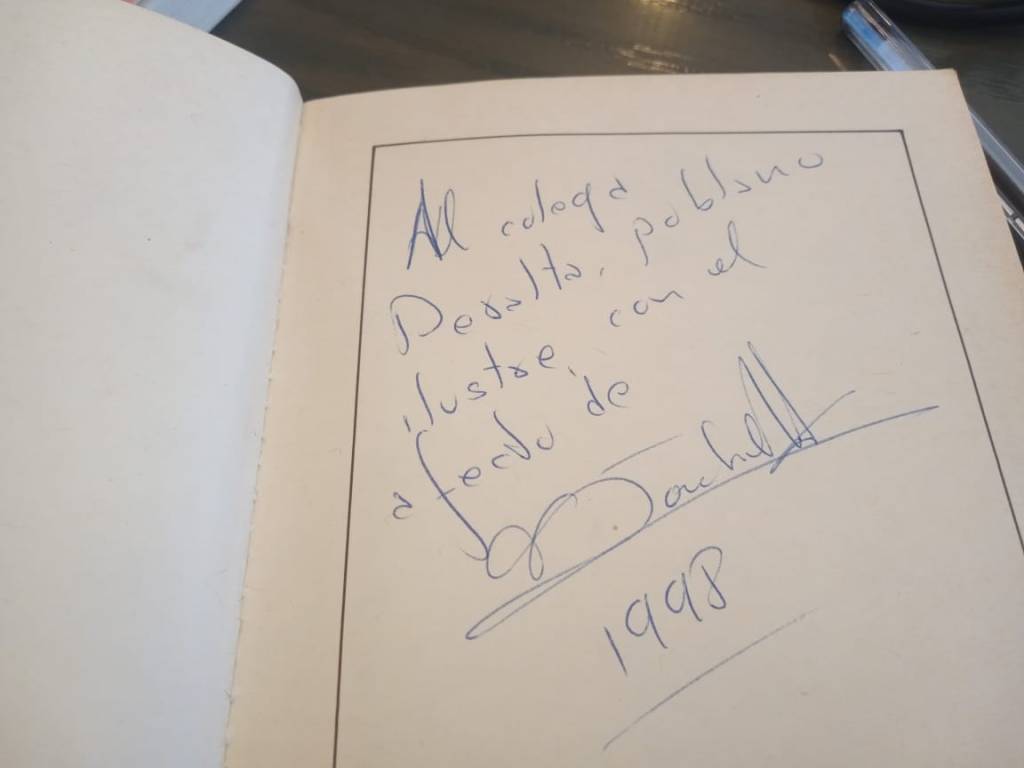 Al colega
Peralta, poblano
ilustre, con el
afecto de
1998